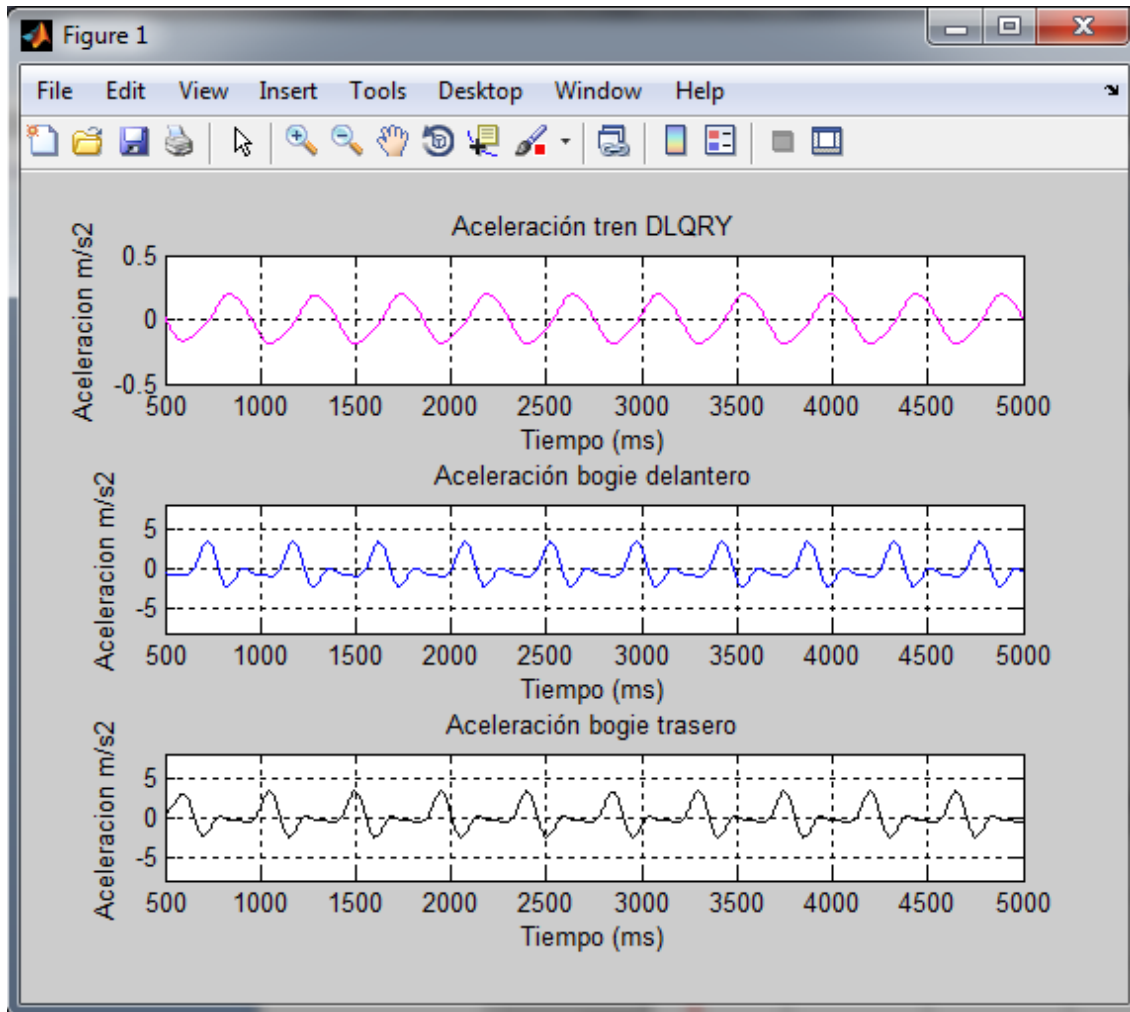 Figure 1
File Edit View Insert Tools Desktop Window Help
Aceleración tren DLQRY
Aceleracion m/s2
0.5
0
-0.5
500 1000 1500 2000 2500 3000 3500 4000 4500 5000
Tiempo (ms)
Aceleración bogie delantero
Aceleracion m/s2
5
0
-5
500 1000 1500 2000 2500 3000 3500 4000 4500 5000
Tiempo (ms)
Aceleración bogie trasero
Aceleracion m/s2
5
0
-5
500 1000 1500 2000 2500 3000 3500 4000 4500 5000
Tiempo (ms)